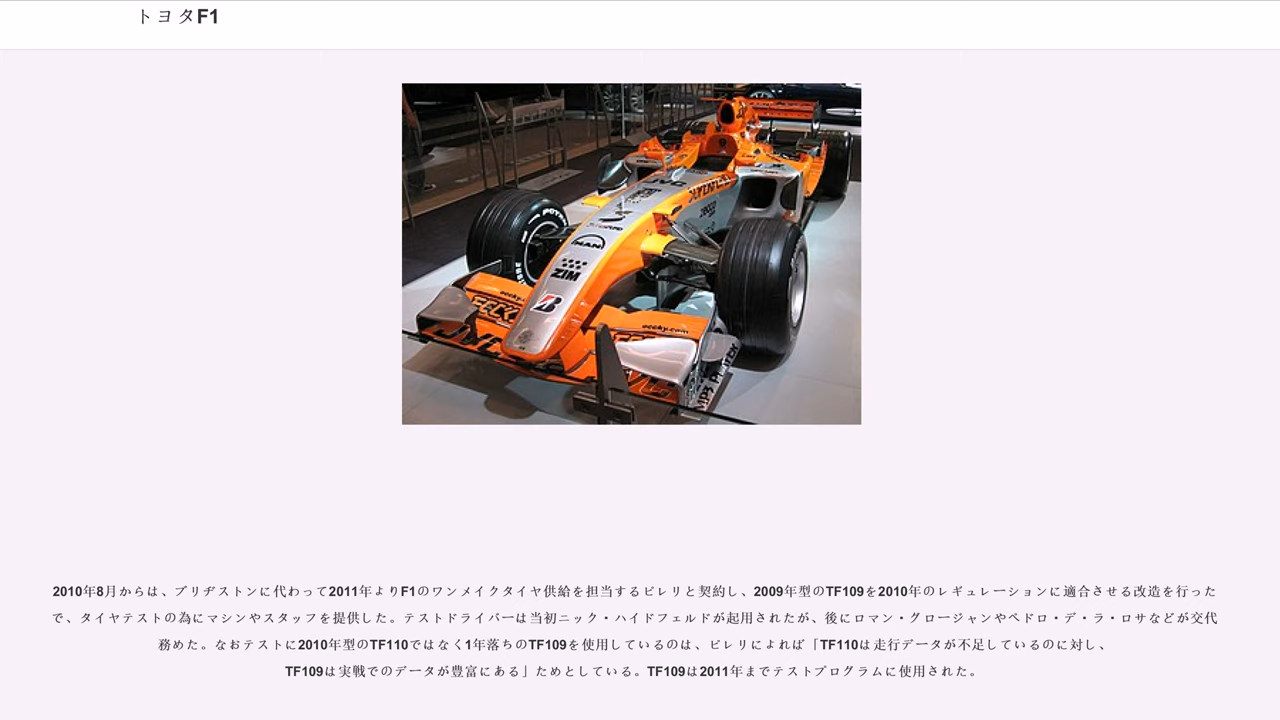 トヨタF1
POTE
JVC
MAN
ZIM
B
eccky.com
MP3 PLAYER
2010年8月からは、ブリヂストンに代わって2011年よりF1のワンメイクタイヤ供給を担当するピレリと契約し、2009年型のTF109を2010年のレギュレーションに適合させる改造を行った
で、タイヤテストの為にマシンやスタッフを提供した。テストドライバーは当初ニック・ハイドフェルドが起用されたが、後にロマン・グロージャンやペドロ・デ・ラ・ロサなどが交代
務めた。なおテストに2010年型のTF110ではなく1年落ちのTF109を使用しているのは、ピレリによれば「TF110は走行データが不足しているのに対し、
TF109は実戦でのデータが豊富にある」ためとしている。TF109は2011年までテストプログラムに使用された。